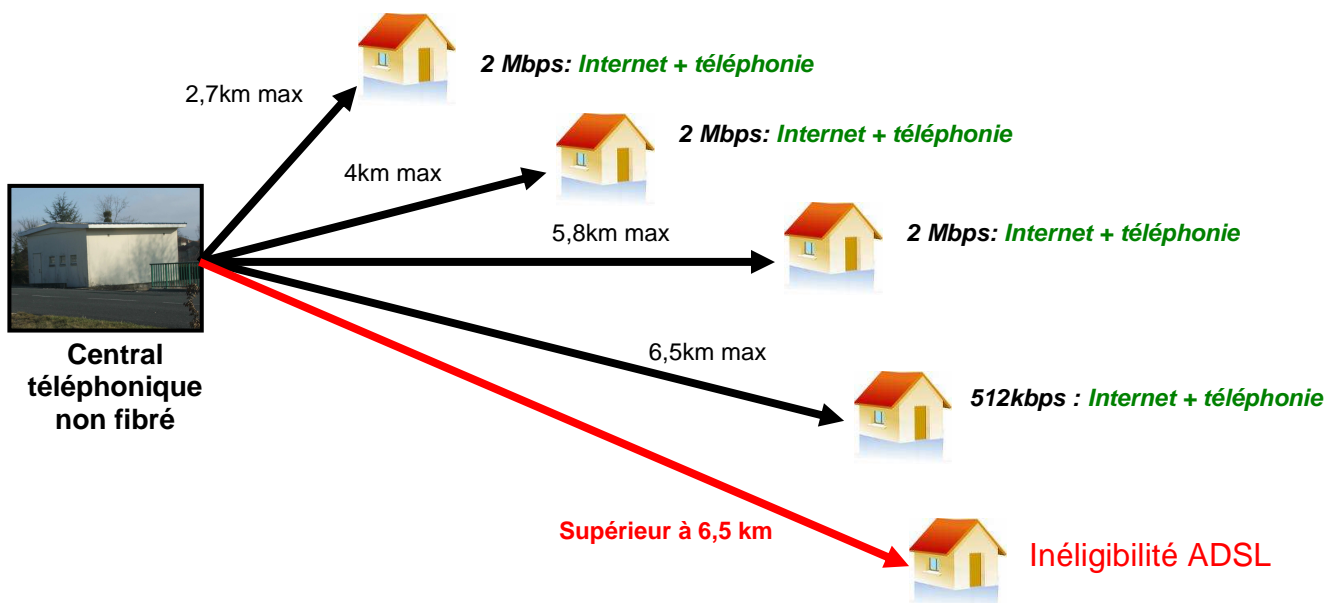 2 Mbps: Internet + téléphonie
2,7km max
2 Mbps: Internet + téléphonie
4km max
5,8km max
2 Mbps: Internet + téléphonie
Central
téléphonique
non fibré
6,5km max
512kbps : Internet + téléphonie
Supérieur à 6,5 km
Inéligibilité ADSL